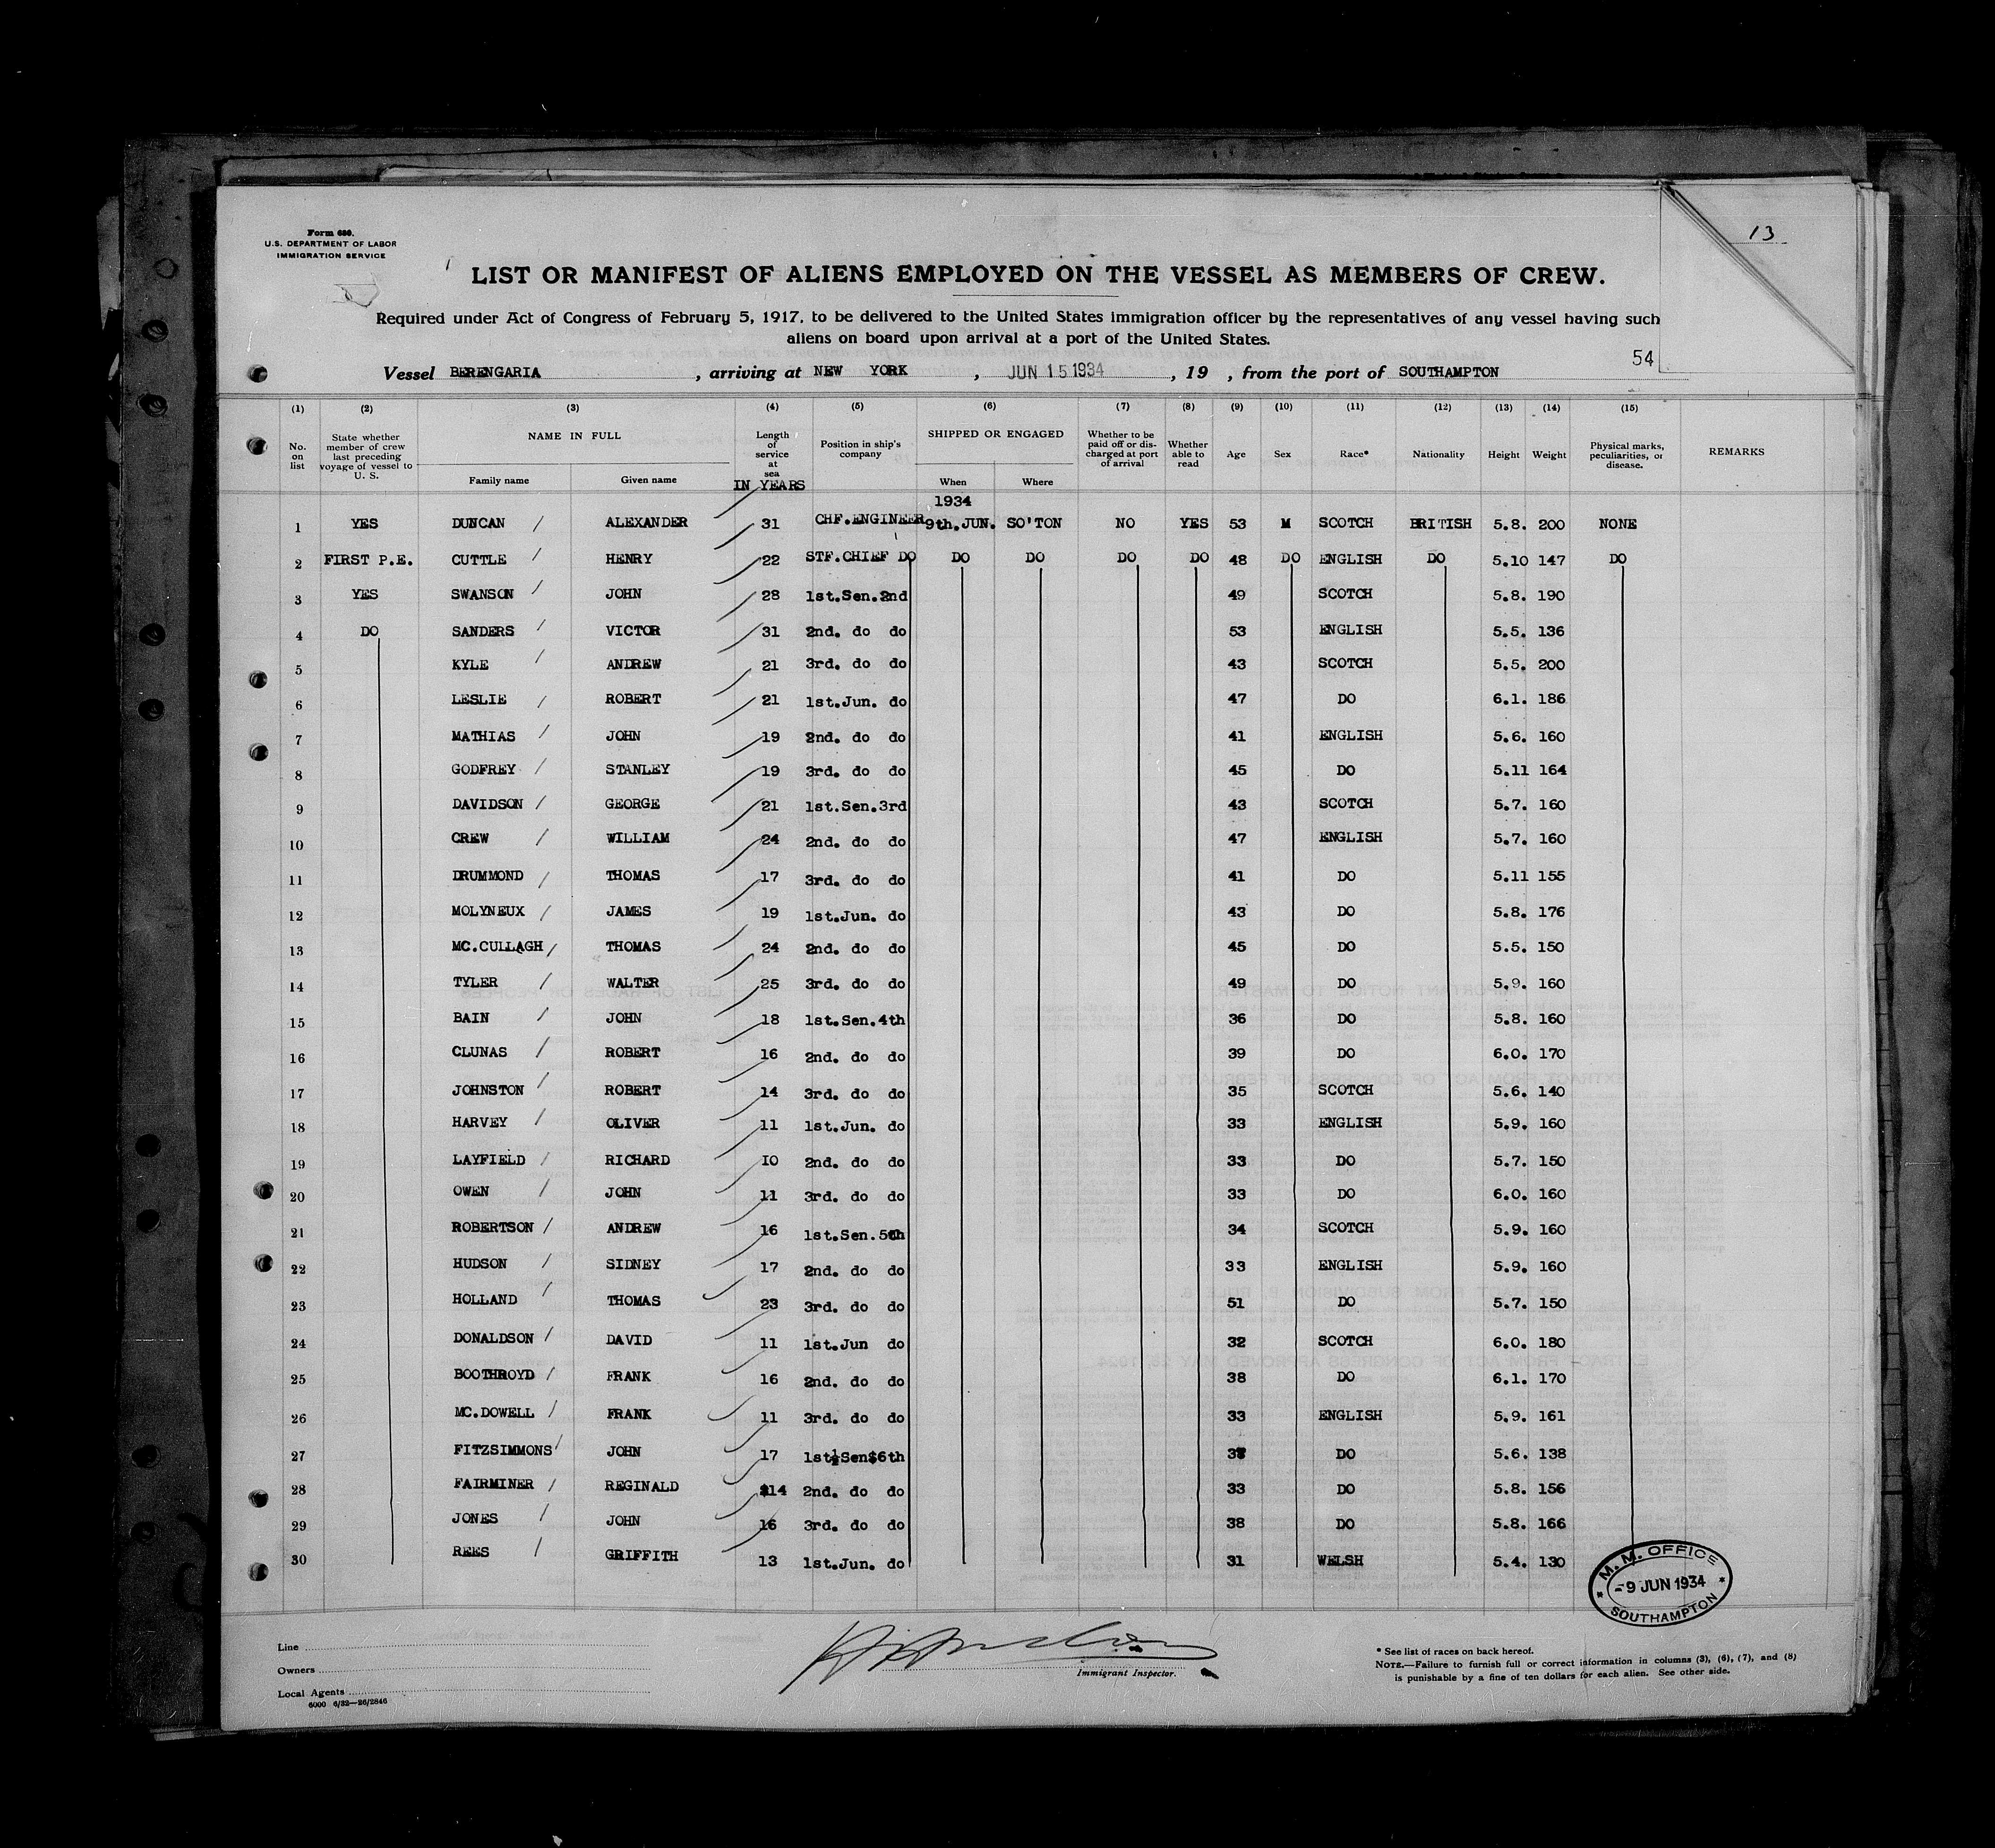 13
Form 680.
U.S. DEPARTMENT OF LABOR
IMMIGRATION SERVICE
LIST OR MANIFEST OF ALIENS EMPLOYED ON THE VESSEL AS MEMBERS OF CREW.
Required under Act of Congress of February 5, 1917, to be delivered to the United States immigration officer by the representatives of any vessel having such
aliens on board upon arrival at a port of the United States.
54
Vessel BERENGARIA , arriving at NEW YORK , JUN 15 1934 , 19 , from the port of SOUTHAMPTON
(1) (2) (3) (4) (5) (6) (7) (8) (9) (10) (11) (12) (13) (14) (15)
No. on list State whether member of crew last preceding voyage of vessel to U. S. NAME IN FULL Family name Given name Length of service at sea IN YEARS Position in ship's company SHIPPED OR ENGAGED When Where Whether to be paid off or discharged at port of arrival Whether able to read Age Sex Race* Nationality Height Weight Physical marks, peculiarities, or disease. REMARKS
1934
1 YES DUNCAN ALEXANDER 31 CHF.ENGINEER 9th.JUN. SO'TON NO YES 53 M SCOTCH BRITISH 5.8. 200 NONE
2 FIRST P.E. CUTTLE HENRY 22 STF.CHIEF DO DO DO DO DO 48 DO ENGLISH DO 5.10 147 DO
3 YES SWANSON JOHN 28 1st.Sen.2nd 49 SCOTCH 5.8. 190
4 DO SANDERS VICTOR 31 2nd. do do 53 ENGLISH 5.5. 136
5 KYLE ANDREW 21 3rd. do do 43 SCOTCH 5.5. 200
6 LESLIE ROBERT 21 1st.Jun. do 47 DO 6.1. 186
7 MATHIAS JOHN 19 2nd. do do 41 ENGLISH 5.6. 160
8 GODFREY STANLEY 19 3rd. do do 45 DO 5.11 164
9 DAVIDSON GEORGE 21 1st.Sen.3rd 43 SCOTCH 5.7. 160
10 CREW WILLIAM 24 2nd. do do 47 ENGLISH 5.7. 160
11 DRUMMOND THOMAS 17 3rd. do do 41 DO 5.11 155
12 MOLYNEUX JAMES 19 1st.Jun. do 43 DO 5.8. 176
13 MC.CULLAGH THOMAS 24 2nd. do do 45 DO 5.5. 150
14 TYLER WALTER 25 3rd. do do 49 DO 5.9. 160
15 BAIN JOHN 18 1st.Sen.4th 36 DO 5.8. 160
16 CLUNAS ROBERT 16 2nd. do do 39 DO 6.0. 170
17 JOHNSTON ROBERT 14 3rd. do do 35 SCOTCH 5.6. 140
18 HARVEY OLIVER 11 1st.Jun. do 33 ENGLISH 5.9. 160
19 LAYFIELD RICHARD IO 2nd. do do 33 DO 5.7. 150
20 OWEN JOHN 11 3rd. do do 33 DO 6.0. 160
21 ROBERTSON ANDREW 16 1st.Sen.5th 34 SCOTCH 5.9. 160
22 HUDSON SIDNEY 17 2nd. do do 33 ENGLISH 5.9. 160
23 HOLLAND THOMAS 23 3rd. do do 51 DO 5.7. 150
24 DONALDSON DAVID 11 1st.Jun do 32 SCOTCH 6.0. 180
25 BOOTHROYD FRANK 16 2nd. do do 38 DO 6.1. 170
26 MC.DOWELL FRANK 11 3rd. do do 33 ENGLISH 5.9. 161
27 FITZSIMMONS JOHN 17 1st½Sen$6th DO 5.6. 138
28 FAIRMINER REGINALD 14 2nd. do do 33 DO 5.8. 156
29 JONES JOHN 16 3rd. do do 38 DO 5.8. 166
30 REES GRIFFITH 13 1st.Jun. do 31 WELSH 5.4. 130
M. M. OFFICE
-9 JUN 1934
SOUTHAMPTON
Line
Owners
Local Agents
6000 6/32—26/2846
Immigrant Inspector.
* See list of races on back hereof.
NOTE.—Failure to furnish full or correct information in columns (3), (6), (7), and (8)
is punishable by a fine of ten dollars for each alien. See other side.